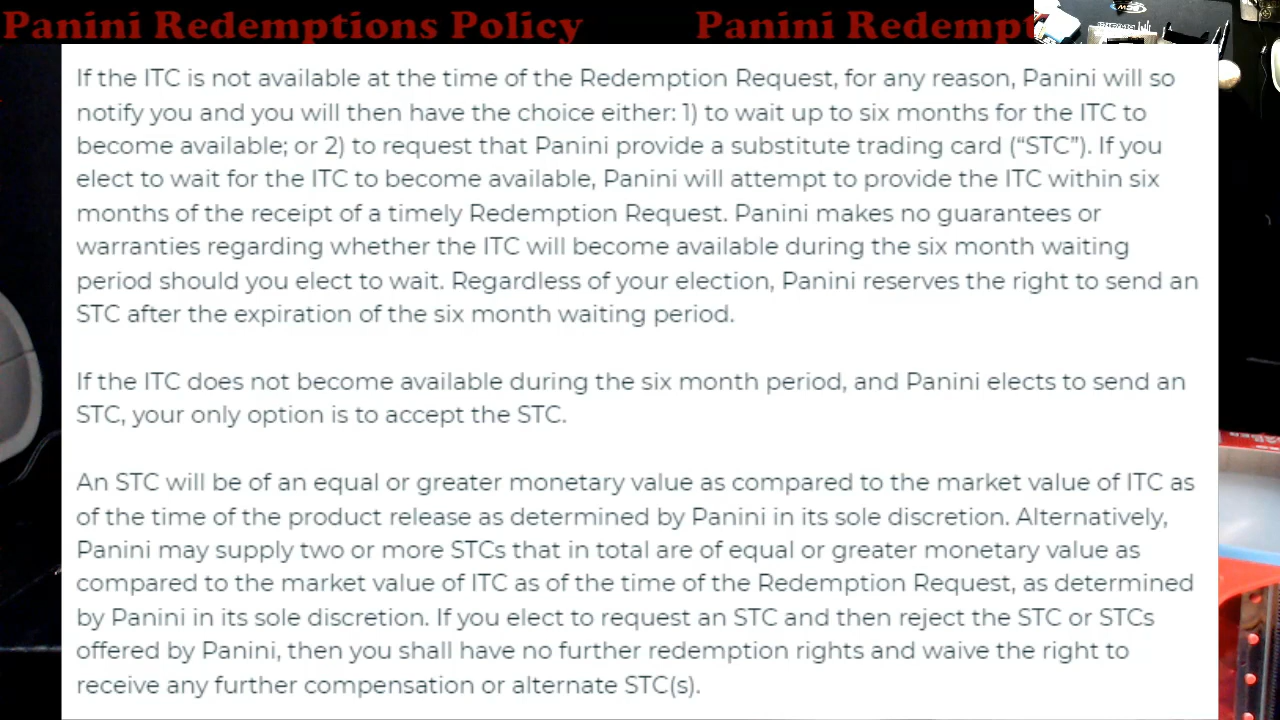 Panini Redemptions Policy Panini Redempt
If the ITC is not available at the time of the Redemption Request, for any reason, Panini will so
notify you and you will then have the choice either: 1) to wait up to six months for the ITC to
become available; or 2) to request that Panini provide a substitute trading card (“STC”). If you
elect to wait for the ITC to become available, Panini will attempt to provide the ITC within six
months of the receipt of a timely Redemption Request. Panini makes no guarantees or
warranties regarding whether the ITC will become available during the six month waiting
period should you elect to wait. Regardless of your election, Panini reserves the right to send an
STC after the expiration of the six month waiting period.
If the ITC does not become available during the six month period, and Panini elects to send an
STC, your only option is to accept the STC.
An STC will be of an equal or greater monetary value as compared to the market value of ITC as
of the time of the product release as determined by Panini in its sole discretion. Alternatively,
Panini may supply two or more STCs that in total are of equal or greater monetary value as
compared to the market value of ITC as of the time of the Redemption Request, as determined
by Panini in its sole discretion. If you elect to request an STC and then reject the STC or STCs
offered by Panini, then you shall have no further redemption rights and waive the right to
receive any further compensation or alternate STC(s).